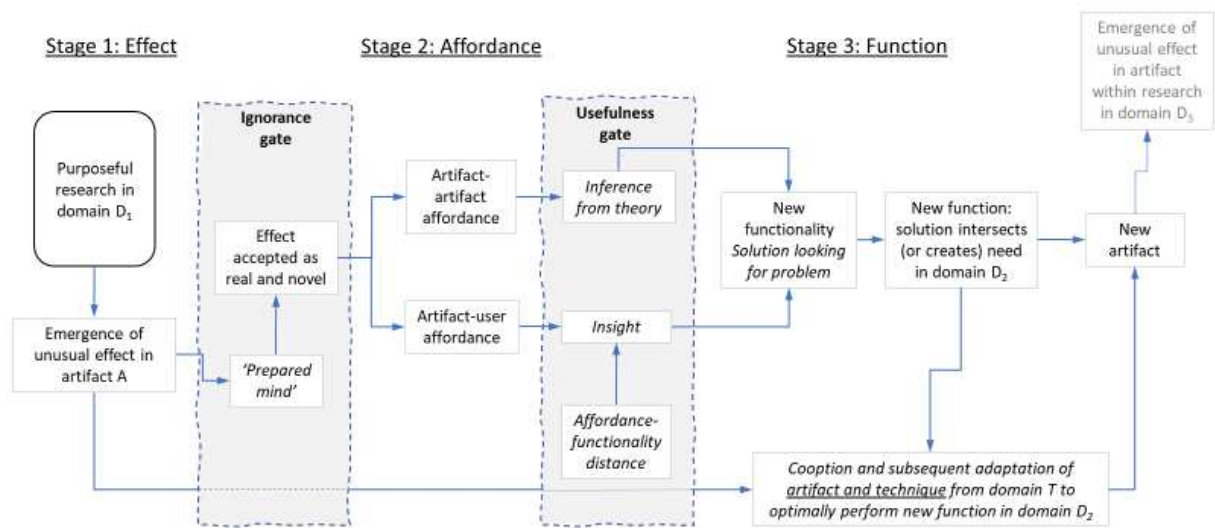 Stage 1: Effect
Stage 2: Affordance
Stage 3: Function
Emergence of
unusual effect
in artifact
within research
in domain D₃
Ignorance
gate
Usefulness
gate
Purposeful
research in
domain D₁
Artifact-
artifact
affordance
Inference
from theory
Effect
accepted as
real and novel
New
functionality
Solution looking
for problem
New function:
solution intersects
(or creates) need
in domain D₂
New
artifact
Emergence of
unusual effect in
artifact A
'Prepared
mind'
Artifact-user
affordance
Insight
Affordance-
functionality
distance
Cooption and subsequent adaptation of
artifact and technique from domain T to
optimally perform new function in domain D₂